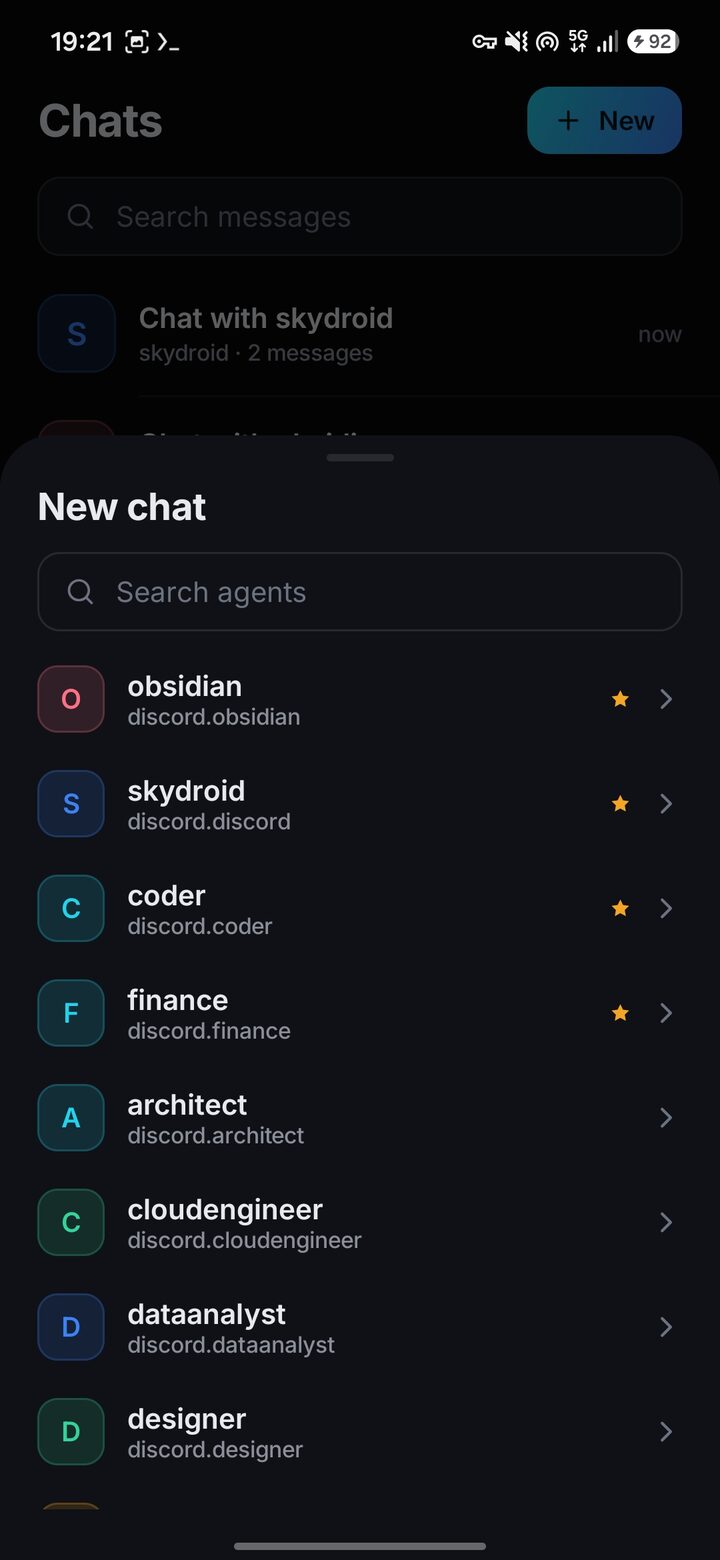 19:21
5G
92
Chats
+ New
Search messages
S
Chat with skydroid
now
skydroid · 2 messages
New chat
Search agents
O
obsidian
discord.obsidian
S
skydroid
discord.discord
C
coder
discord.coder
F
finance
discord.finance
A
architect
discord.architect
C
cloudengineer
discord.cloudengineer
D
dataanalyst
discord.dataanalyst
D
designer
discord.designer